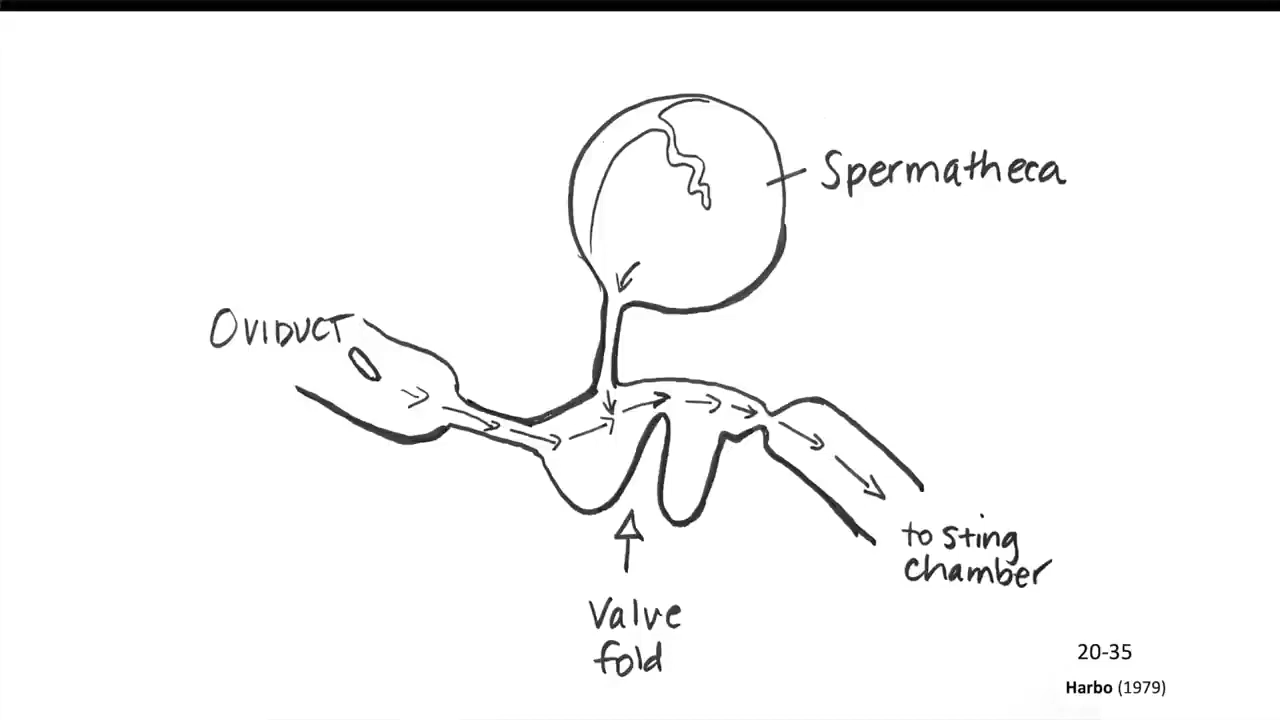 Spermatheca
OVIDUCT
to sting
chamber
Valve
fold
20-35
Harbo (1979)